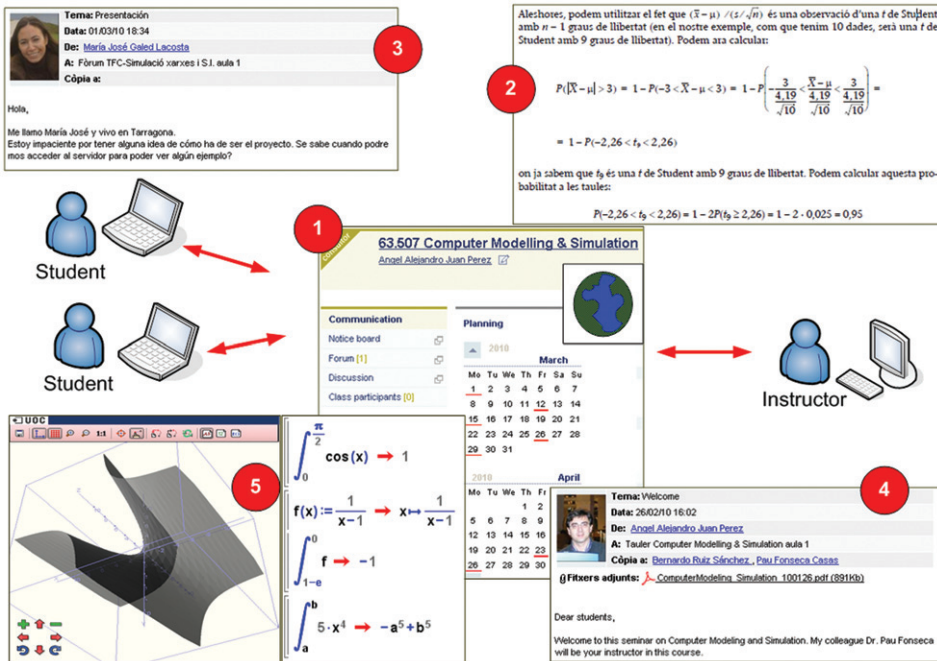 Tema: Presentación
Data: 01/03/10 18:34
De: María José Galed Lacosta
A: Fòrum TFC-Simulació xarxes i S.I. aula 1
Còpia a:
Hola,
Me llamo María José y vivo en Tarragona.
Estoy impaciente por tener alguna idea de cómo ha de ser el proyecto. Se sabe cuándo podre
mos acceder al servidor para poder ver algún ejemplo?
3
Aleshores, podem utilitzar el fet que (x̄ – μ) /(s/√n) és una observació d'una t de Student
amb n – 1 graus de llibertat (en el nostre exemple, com que tenim 10 dades, serà una t de
Student amb 9 graus de llibertat). Podem ara calcular:
2
P(|X̄ – μ| > 3) = 1 – P(–3 < X̄ – μ < 3) = 1 – P(–3/(4,19/√10) < (X̄ – μ)/(4,19/√10) < 3/(4,19/√10)) =
= 1 – P(–2,26 < t₉ < 2,26)
on ja sabem que t₉ és una t de Student amb 9 graus de llibertat. Podem calcular aquesta pro-
babilitat a les taules:
P(–2,26 < t₉ < 2,26) = 1 – 2P(t₉ ≥ 2,26) = 1 – 2 · 0,025 = 0,95
Student
Student
1
consultor
63.507 Computer Modelling & Simulation
Angel Alejandro Juan Perez
Communication
Notice board
Forum [1]
Discussion
Class participants [0]
Planning
2010
March
Mo Tu We Th Fr Sa Su
1 2 3 4 5 6 7
8 9 10 11 12 13 14
15 16 17 18 19 20 21
22 23 24 25 26 27 28
29 30 31
2010
April
Mo Tu We Th Fr
1 2
5 6 7 8 9
12 13 14 15 16
19 20 21 22 23
26 27 28 29 30
Instructor
UOC
1:1
5
∫₀^(π/2) cos(x) → 1
f(x):= 1/(x-1) → x↦ 1/(x-1)
∫_(1-e)^0 f → -1
∫_a^b 5·x⁴ → -a⁵+b⁵
4
Tema: Welcome
Data: 26/02/10 16:02
De: Angel Alejandro Juan Perez
A: Tauler Computer Modelling & Simulation aula 1
Còpia a: Bernardo Ruiz Sánchez , Pau Fonseca Casas
Fitxers adjunts: ComputerModeling_Simulation_100126.pdf (891Kb)
Dear students,
Welcome to this seminar on Computer Modeling and Simulation. My colleague Dr. Pau Fonseca
will be your instructor in this course.